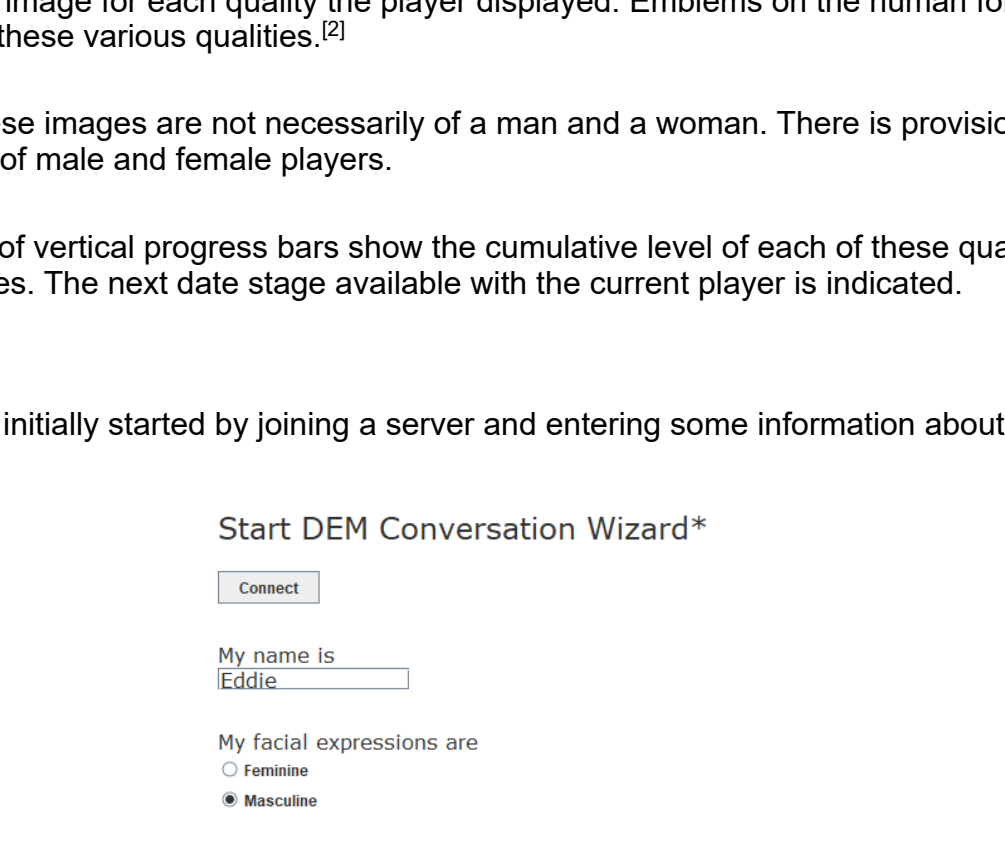 image for each quality the player displayed. Emblems on the human fo
these various qualities.[2]
se images are not necessarily of a man and a woman. There is provisio
of male and female players.
of vertical progress bars show the cumulative level of each of these qua
es. The next date stage available with the current player is indicated.
initially started by joining a server and entering some information about
Start DEM Conversation Wizard*
Connect
My name is
Eddie
My facial expressions are
Feminine
Masculine